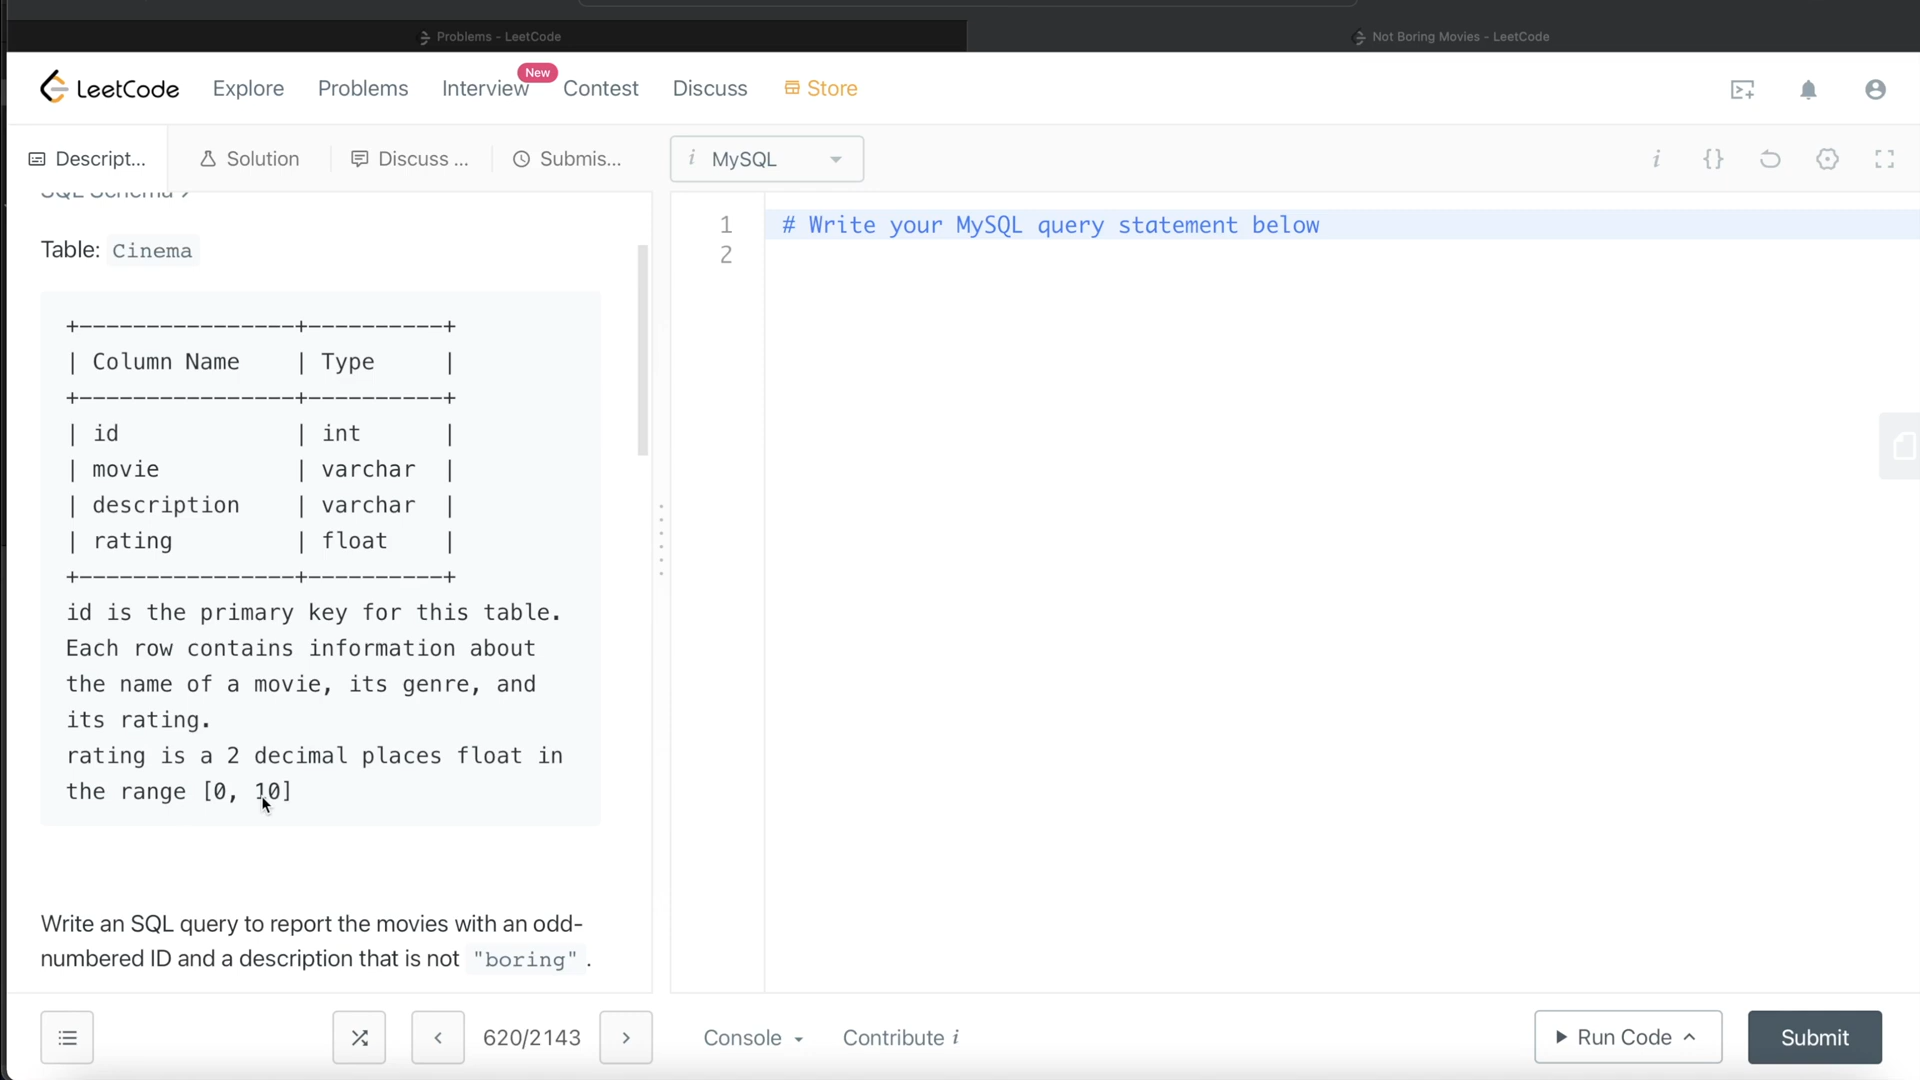 Problems - LeetCode
Not Boring Movies - LeetCode
LeetCode Explore Problems Interview New Contest Discuss Store
Descript... Solution Discuss ... Submis...
i MySQL
i {}
SQL Schema
Table: Cinema
+----------------+----------+
| Column Name    | Type     |
+----------------+----------+
| id             | int      |
| movie          | varchar  |
| description    | varchar  |
| rating         | float    |
+----------------+----------+
id is the primary key for this table.
Each row contains information about
the name of a movie, its genre, and
its rating.
rating is a 2 decimal places float in
the range [0, 10]
Write an SQL query to report the movies with an odd-
numbered ID and a description that is not "boring".
1 # Write your MySQL query statement below
2
620/2143
Console
Contribute i
Run Code
Submit